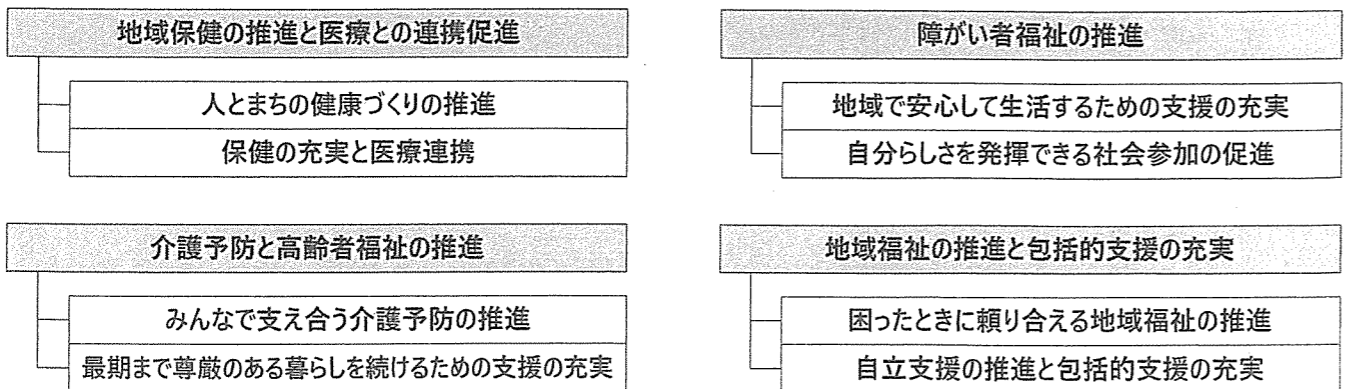 地域保健の推進と医療との連携促進
人とまちの健康づくりの推進
保健の充実と医療連携
障がい者福祉の推進
地域で安心して生活するための支援の充実
自分らしさを発揮できる社会参加の促進
介護予防と高齢者福祉の推進
みんなで支え合う介護予防の推進
最期まで尊厳のある暮らしを続けるための支援の充実
地域福祉の推進と包括的支援の充実
困ったときに頼り合える地域福祉の推進
自立支援の推進と包括的支援の充実